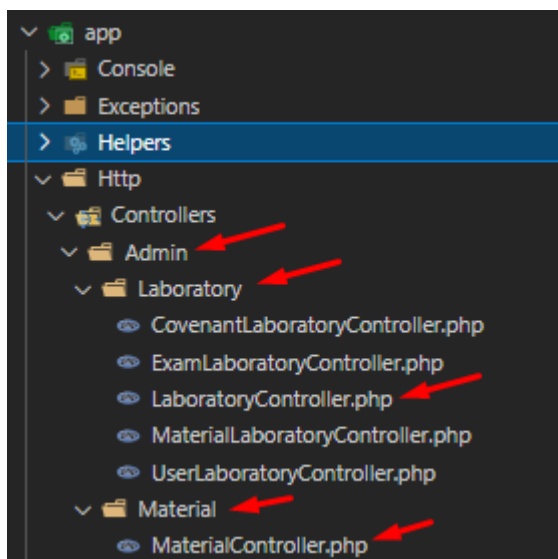 app
Console
Exceptions
Helpers
Http
Controllers
Admin
Laboratory
CovenantLaboratoryController.php
ExamLaboratoryController.php
LaboratoryController.php
MaterialLaboratoryController.php
UserLaboratoryController.php
Material
MaterialController.php